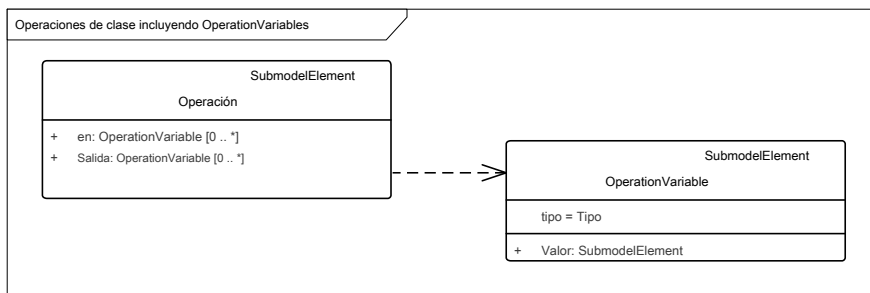 Operaciones de clase incluyendo OperationVariables
SubmodelElement
Operación
+ en: OperationVariable [0 .. *]
+ Salida: OperationVariable [0 .. *]
SubmodelElement
OperationVariable
tipo = Tipo
+ Valor: SubmodelElement